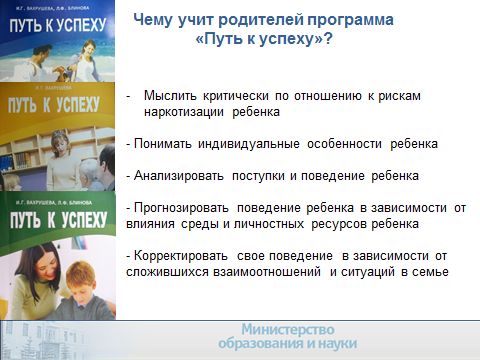 И.Г. ВАХРУШЕВА, Л.Ф. БЛИНОВА
ПУТЬ К УСПЕХУ
И.Г. ВАХРУШЕВА
ПУТЬ К УСПЕХУ
И.Г. ВАХРУШЕВА, Л.Ф. БЛИНОВА
ПУТЬ К УСПЕХУ
Чему учит родителей программа
«Путь к успеху»?
- Мыслить критически по отношению к рискам
наркотизации ребенка
- Понимать индивидуальные особенности ребенка
- Анализировать поступки и поведение ребенка
- Прогнозировать поведение ребенка в зависимости от
влияния среды и личностных ресурсов ребенка
- Корректировать свое поведение в зависимости от
сложившихся взаимоотношений и ситуаций в семье
Министерство
образования и науки